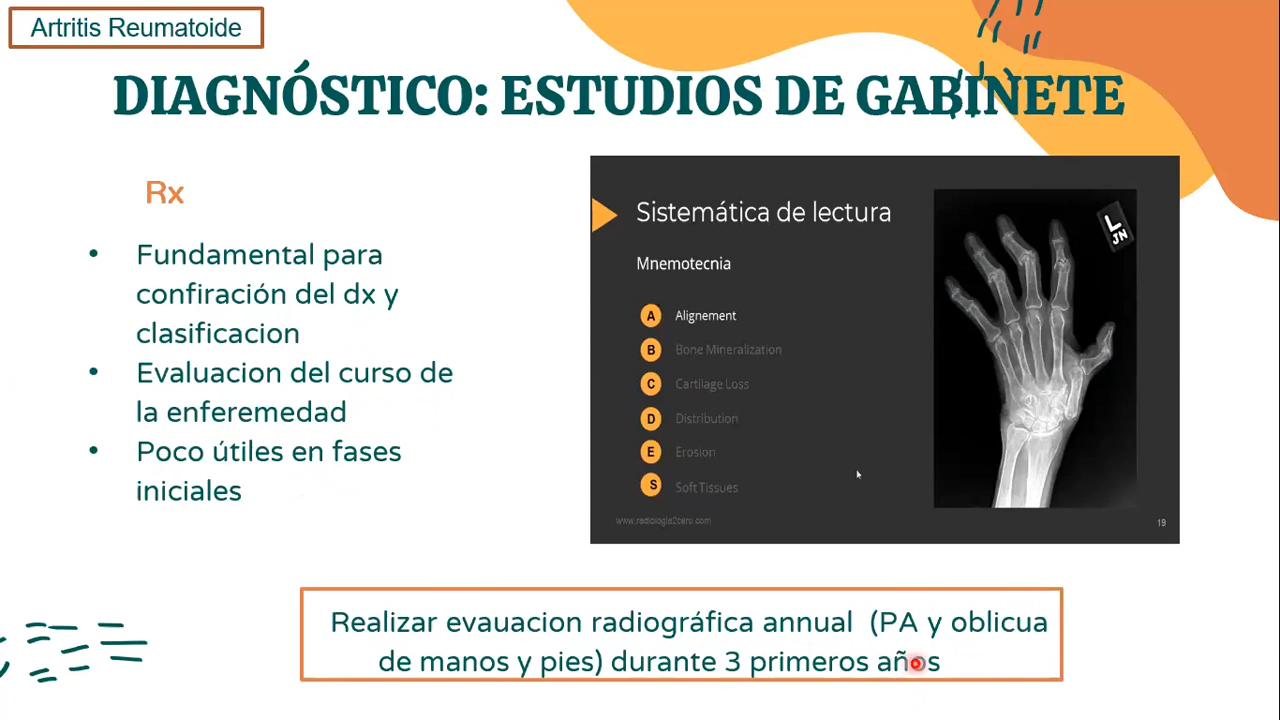 Artritis Reumatoide
DIAGNÓSTICO: ESTUDIOS DE GABINETE
Rx
• Fundamental para
confiración del dx y
clasificacion
• Evaluacion del curso de
la enferemedad
• Poco útiles en fases
iniciales
Sistemática de lectura
Mnemotecnia
A Alignement
B Bone Mineralization
C Cartilage Loss
D Distribution
E Erosion
S Soft Tissues
www.radiologia2cero.com
19
L
JN
Realizar evauacion radiográfica annual (PA y oblicua
de manos y pies) durante 3 primeros años